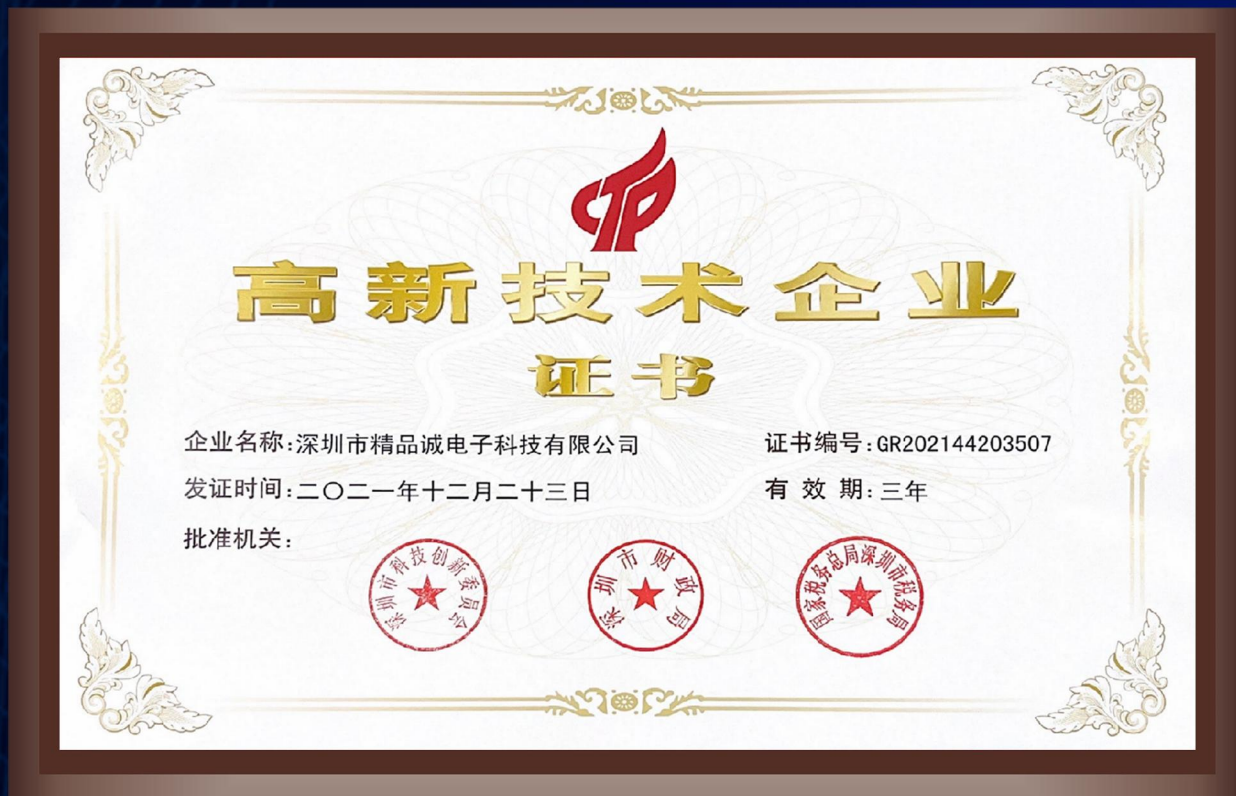 高新技术企业
证书
企业名称:深圳市精品诚电子科技有限公司
证书编号:GR202144203507
发证时间:二〇二一年十二月二十三日
有效期:三年
批准机关:
深圳市科技创新委员会
深圳市财政局
国家税务总局深圳市税务局